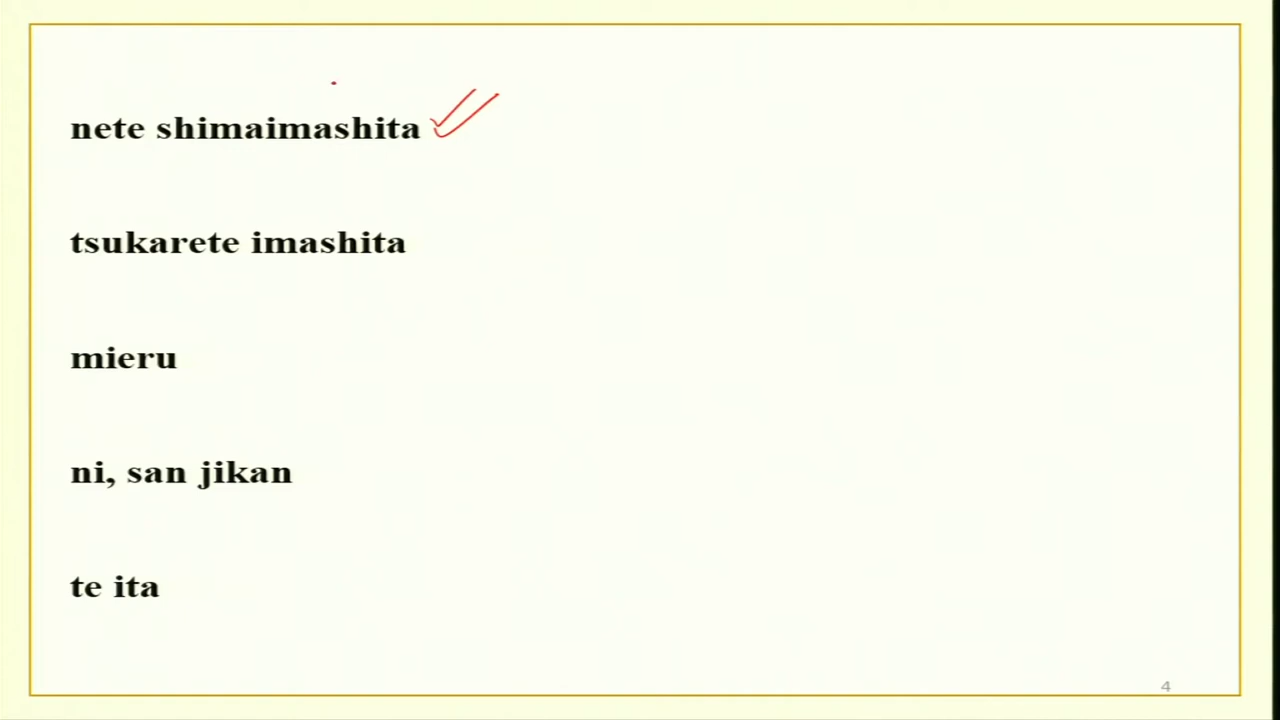 nete shimaimashita
tsukarete imashita
mieru
ni, san jikan
te ita
4